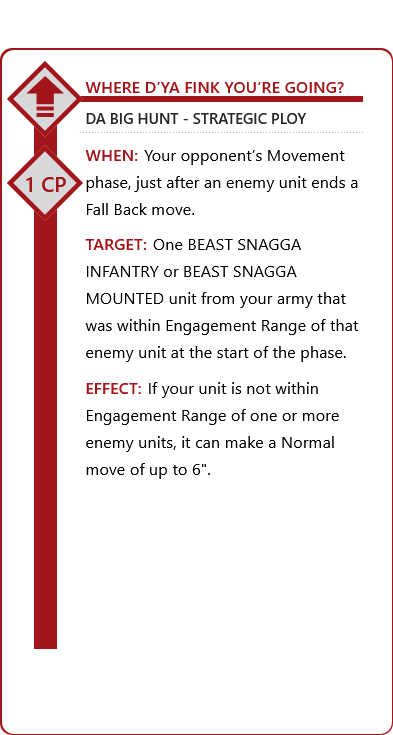 WHERE D’YA FINK YOU’RE GOING?
DA BIG HUNT - STRATEGIC PLOY
WHEN: Your opponent’s Movement
phase, just after an enemy unit ends a
Fall Back move.
1 CP
TARGET: One BEAST SNAGGA
INFANTRY or BEAST SNAGGA
MOUNTED unit from your army that
was within Engagement Range of that
enemy unit at the start of the phase.
EFFECT: If your unit is not within
Engagement Range of one or more
enemy units, it can make a Normal
move of up to 6".